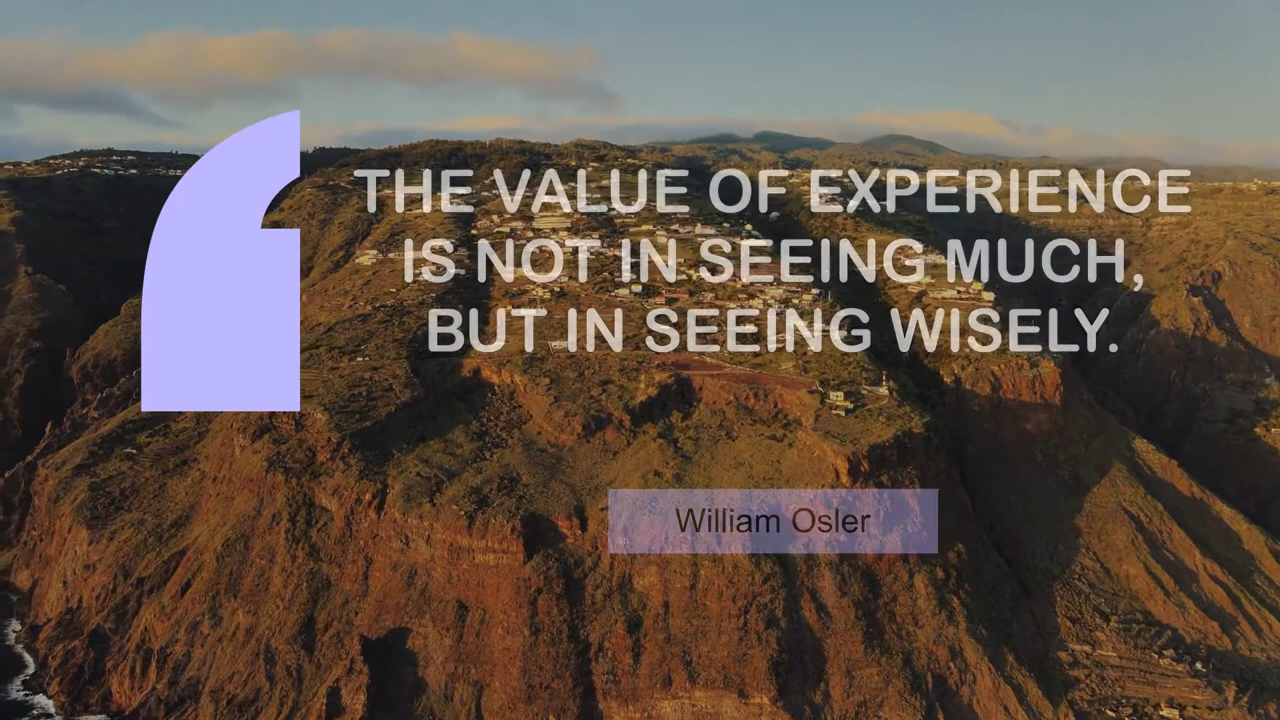 THE VALUE OF EXPERIENCE
IS NOT IN SEEING MUCH,
BUT IN SEEING WISELY.
William Osler